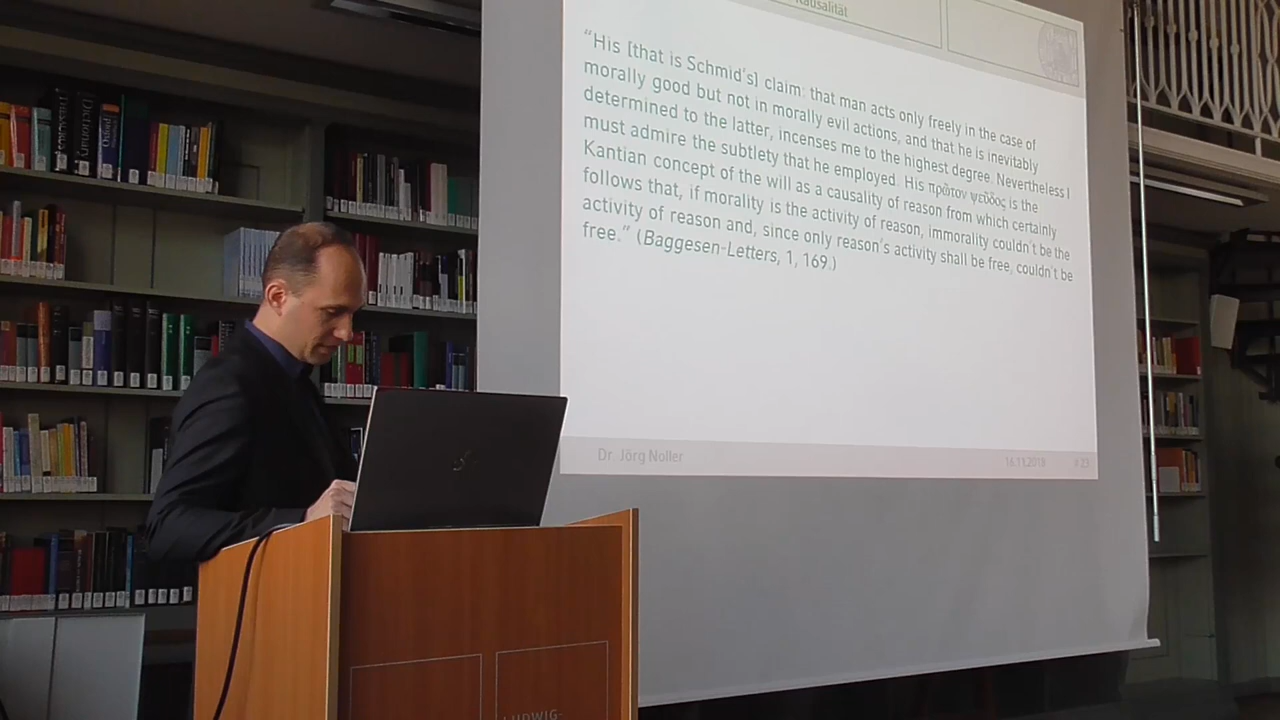 Kausalität
“His [that is Schmid's] claim: that man acts only freely in the case of
morally good but not in morally evil actions, and that he is inevitably
determined to the latter, incenses me to the highest degree. Nevertheless I
must admire the subtlety that he employed. His πρῶτον ψεῦδος is the
Kantian concept of the will as a causality of reason from which certainly
follows that, if morality is the activity of reason, immorality couldn't be the
activity of reason and, since only reason's activity shall be free, couldn't be
free.” (Baggesen-Letters, 1, 169.)
Dr. Jörg Noller
16.11.2018
# 23
Thesaurus
Dictionary
LUDWIG-